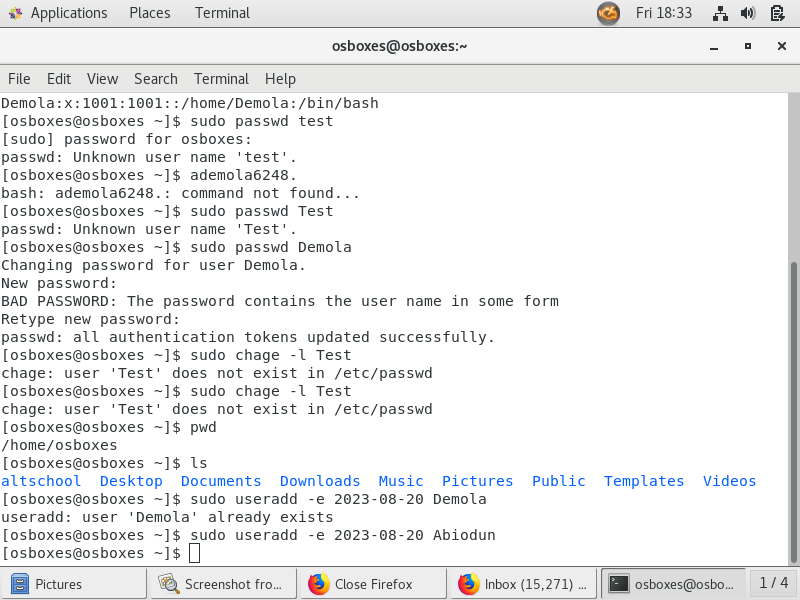 Applications Places Terminal Fri 18:33
osboxes@osboxes:~
File Edit View Search Terminal Help
Demola:x:1001:1001::/home/Demola:/bin/bash
[osboxes@osboxes ~]$ sudo passwd test
[sudo] password for osboxes:
passwd: Unknown user name 'test'.
[osboxes@osboxes ~]$ ademola6248.
bash: ademola6248.: command not found...
[osboxes@osboxes ~]$ sudo passwd Test
passwd: Unknown user name 'Test'.
[osboxes@osboxes ~]$ sudo passwd Demola
Changing password for user Demola.
New password:
BAD PASSWORD: The password contains the user name in some form
Retype new password:
passwd: all authentication tokens updated successfully.
[osboxes@osboxes ~]$ sudo chage -l Test
chage: user 'Test' does not exist in /etc/passwd
[osboxes@osboxes ~]$ sudo chage -l Test
chage: user 'Test' does not exist in /etc/passwd
[osboxes@osboxes ~]$ pwd
/home/osboxes
[osboxes@osboxes ~]$ ls
altschool Desktop Documents Downloads Music Pictures Public Templates Videos
[osboxes@osboxes ~]$ sudo useradd -e 2023-08-20 Demola
useradd: user 'Demola' already exists
[osboxes@osboxes ~]$ sudo useradd -e 2023-08-20 Abiodun
[osboxes@osboxes ~]$
Pictures Screenshot fro... Close Firefox Inbox (15,271) ... osboxes@osbo... 1 / 4